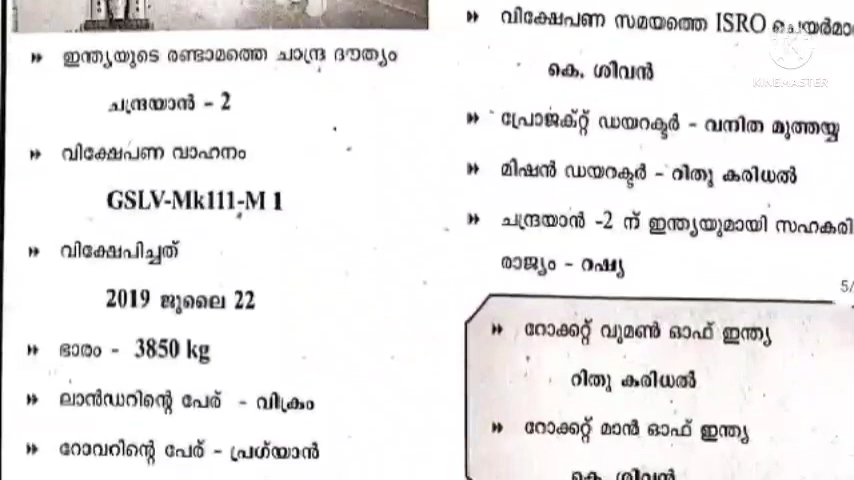 » ഇന്ത്യയുടെ രണ്ടാമത്തെ ചാന്ദ്ര ദൗത്യം
ചന്ദ്രയാൻ - 2
» വിക്ഷേപണ വാഹനം
GSLV-Mk111-M 1
» വിക്ഷേപിച്ചത്
2019 ജൂലൈ 22
» ഭാരം - 3850 kg
» ലാൻഡറിന്റെ പേര് - വിക്രം
» റോവറിന്റെ പേര് - പ്രഗ്യാൻ
» വിക്ഷേപണ സമയത്തെ ISRO
കെ. ശിവൻ
» പ്രോജക്റ്റ് ഡയറക്ടർ - വനിത മുത്തയ്യ
» മിഷൻ ഡയറക്ടർ - റിതു കരിധൽ
» ചന്ദ്രയാൻ -2 ന് ഇന്ത്യയുമായി
രാജ്യം - റഷ്യ
5/
» റോക്കറ്റ് വുമൺ ഓഫ് ഇന്ത്യ
റിതു കരിധൽ
» റോക്കറ്റ് മാൻ ഓഫ് ഇന്ത്യ
കെ ശിവൻ
KINEMASTER